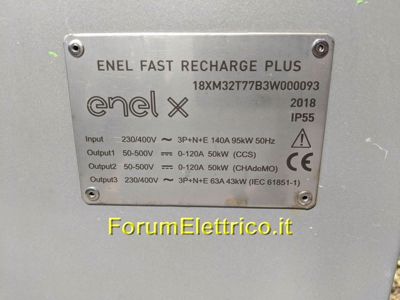 ENEL FAST RECHARGE PLUS
18XM32T77B3W000093
enel x
2018
IP55
Input 230/400V ~ 3P+N+E 140A 95kW 50Hz
Output1 50-500V ⎓ 0-120A 50kW (CCS)
Output2 50-500V ⎓ 0-120A 50kW (CHAdeMO)
Output3 230/400V ~ 3P+N+E 63A 43kW (IEC 61851-1)
CE
ForumElettrico.it